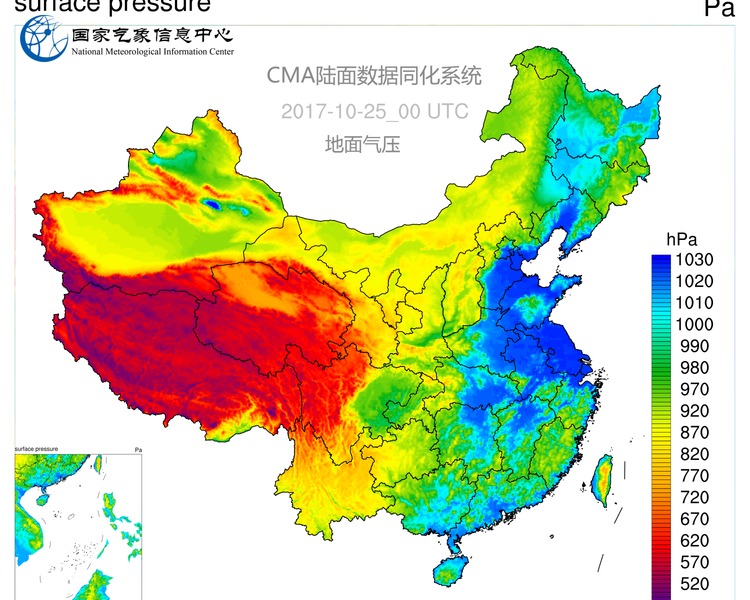 surface pressure
Pa
国家气象信息中心
National Meteorological Information Center
CMA陆面数据同化系统
2017-10-25_00 UTC
地面气压
hPa
1030
1020
1010
1000
990
980
970
920
870
820
770
720
670
620
570
520
surface pressure
Pa